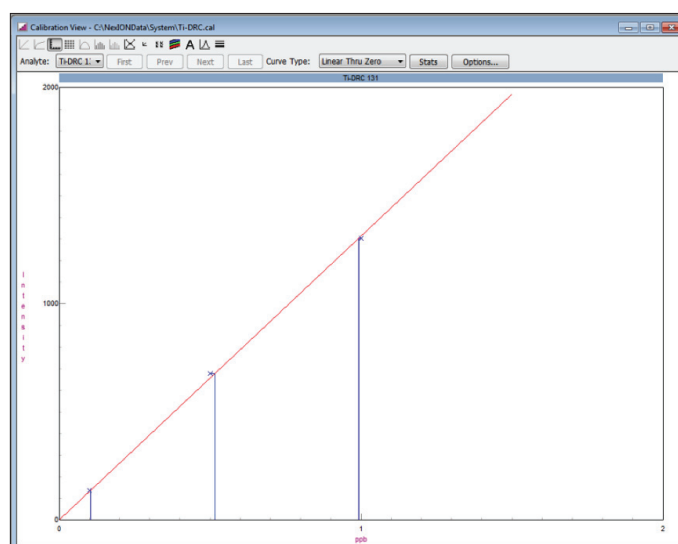 Calibration View - C:\NexIONData\System\Ti-DRC.cal
Analyte: Ti-DRC 1: First Prev Next Last Curve Type: Linear Thru Zero Stats Options...
Ti-DRC 131
2000
1000
0
Intensity
0 1 2
ppb